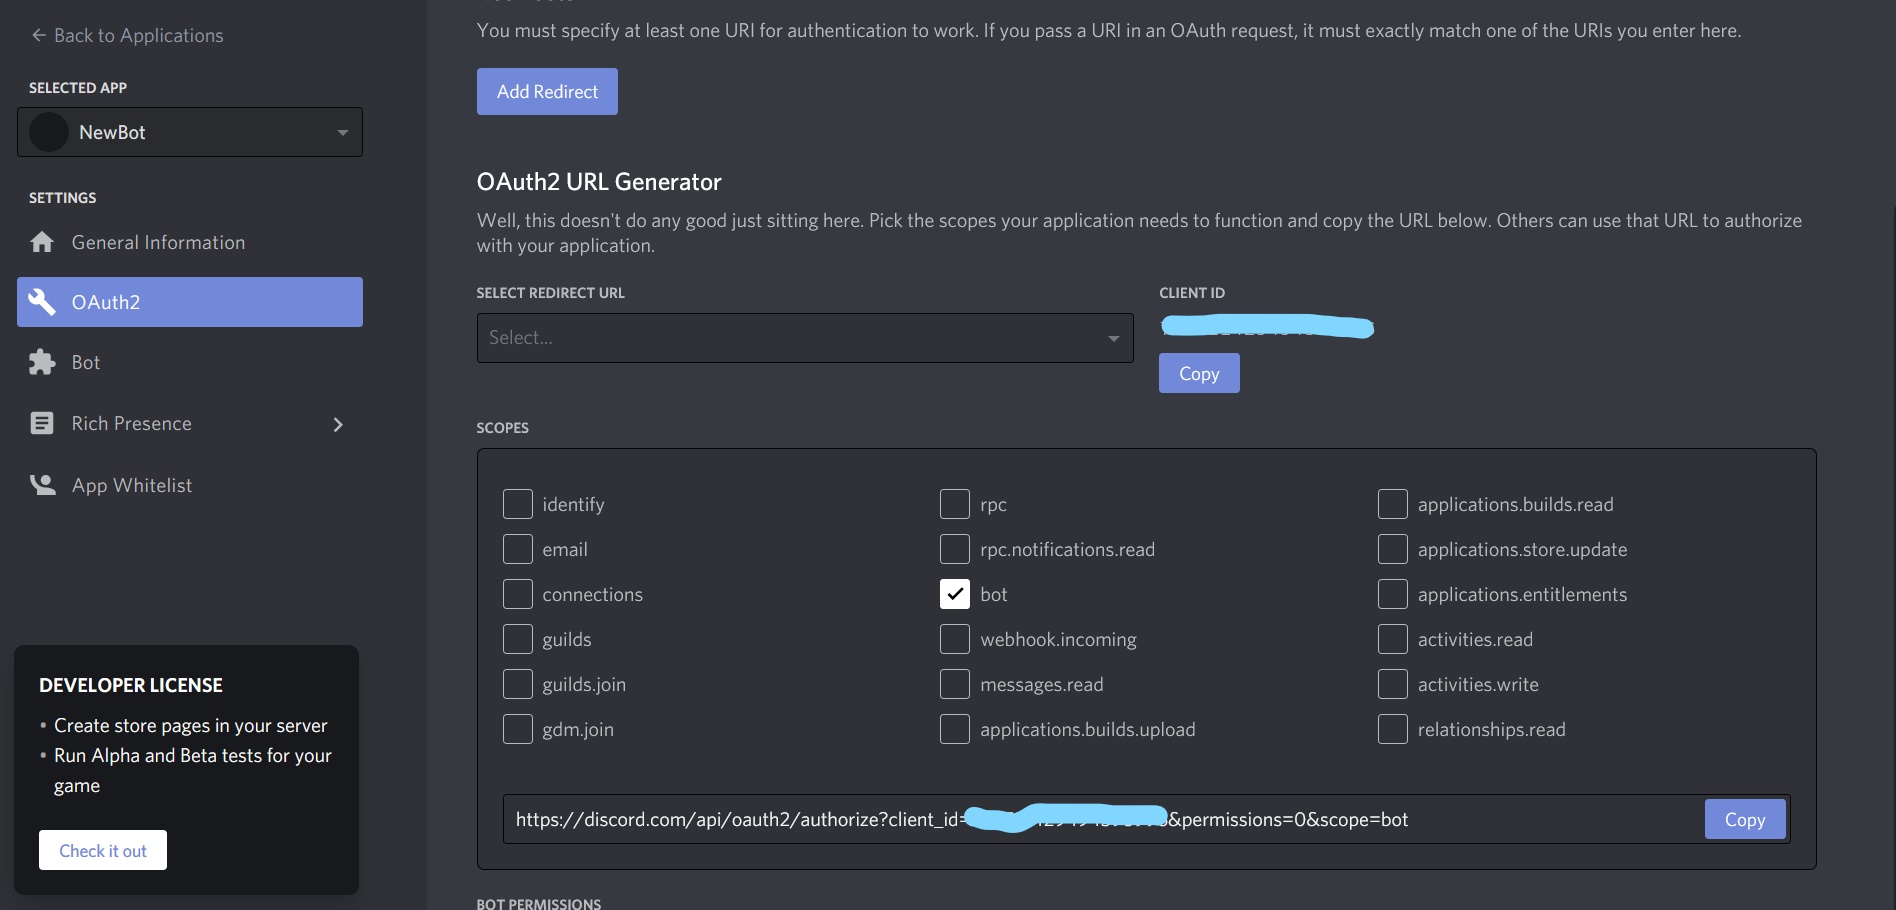 Back to Applications
SELECTED APP
NewBot
SETTINGS
General Information
OAuth2
Bot
Rich Presence
App Whitelist
DEVELOPER LICENSE
• Create store pages in your server
• Run Alpha and Beta tests for your
game
Check it out
You must specify at least one URI for authentication to work. If you pass a URI in an OAuth request, it must exactly match one of the URIs you enter here.
Add Redirect
OAuth2 URL Generator
Well, this doesn't do any good just sitting here. Pick the scopes your application needs to function and copy the URL below. Others can use that URL to authorize
with your application.
SELECT REDIRECT URL
Select...
CLIENT ID
Copy
SCOPES
identify
email
connections
guilds
guilds.join
gdm.join
rpc
rpc.notifications.read
bot
webhook.incoming
messages.read
applications.builds.upload
applications.builds.read
applications.store.update
applications.entitlements
activities.read
activities.write
relationships.read
https://discord.com/api/oauth2/authorize?client_id= &permissions=0&scope=bot
Copy
BOT PERMISSIONS